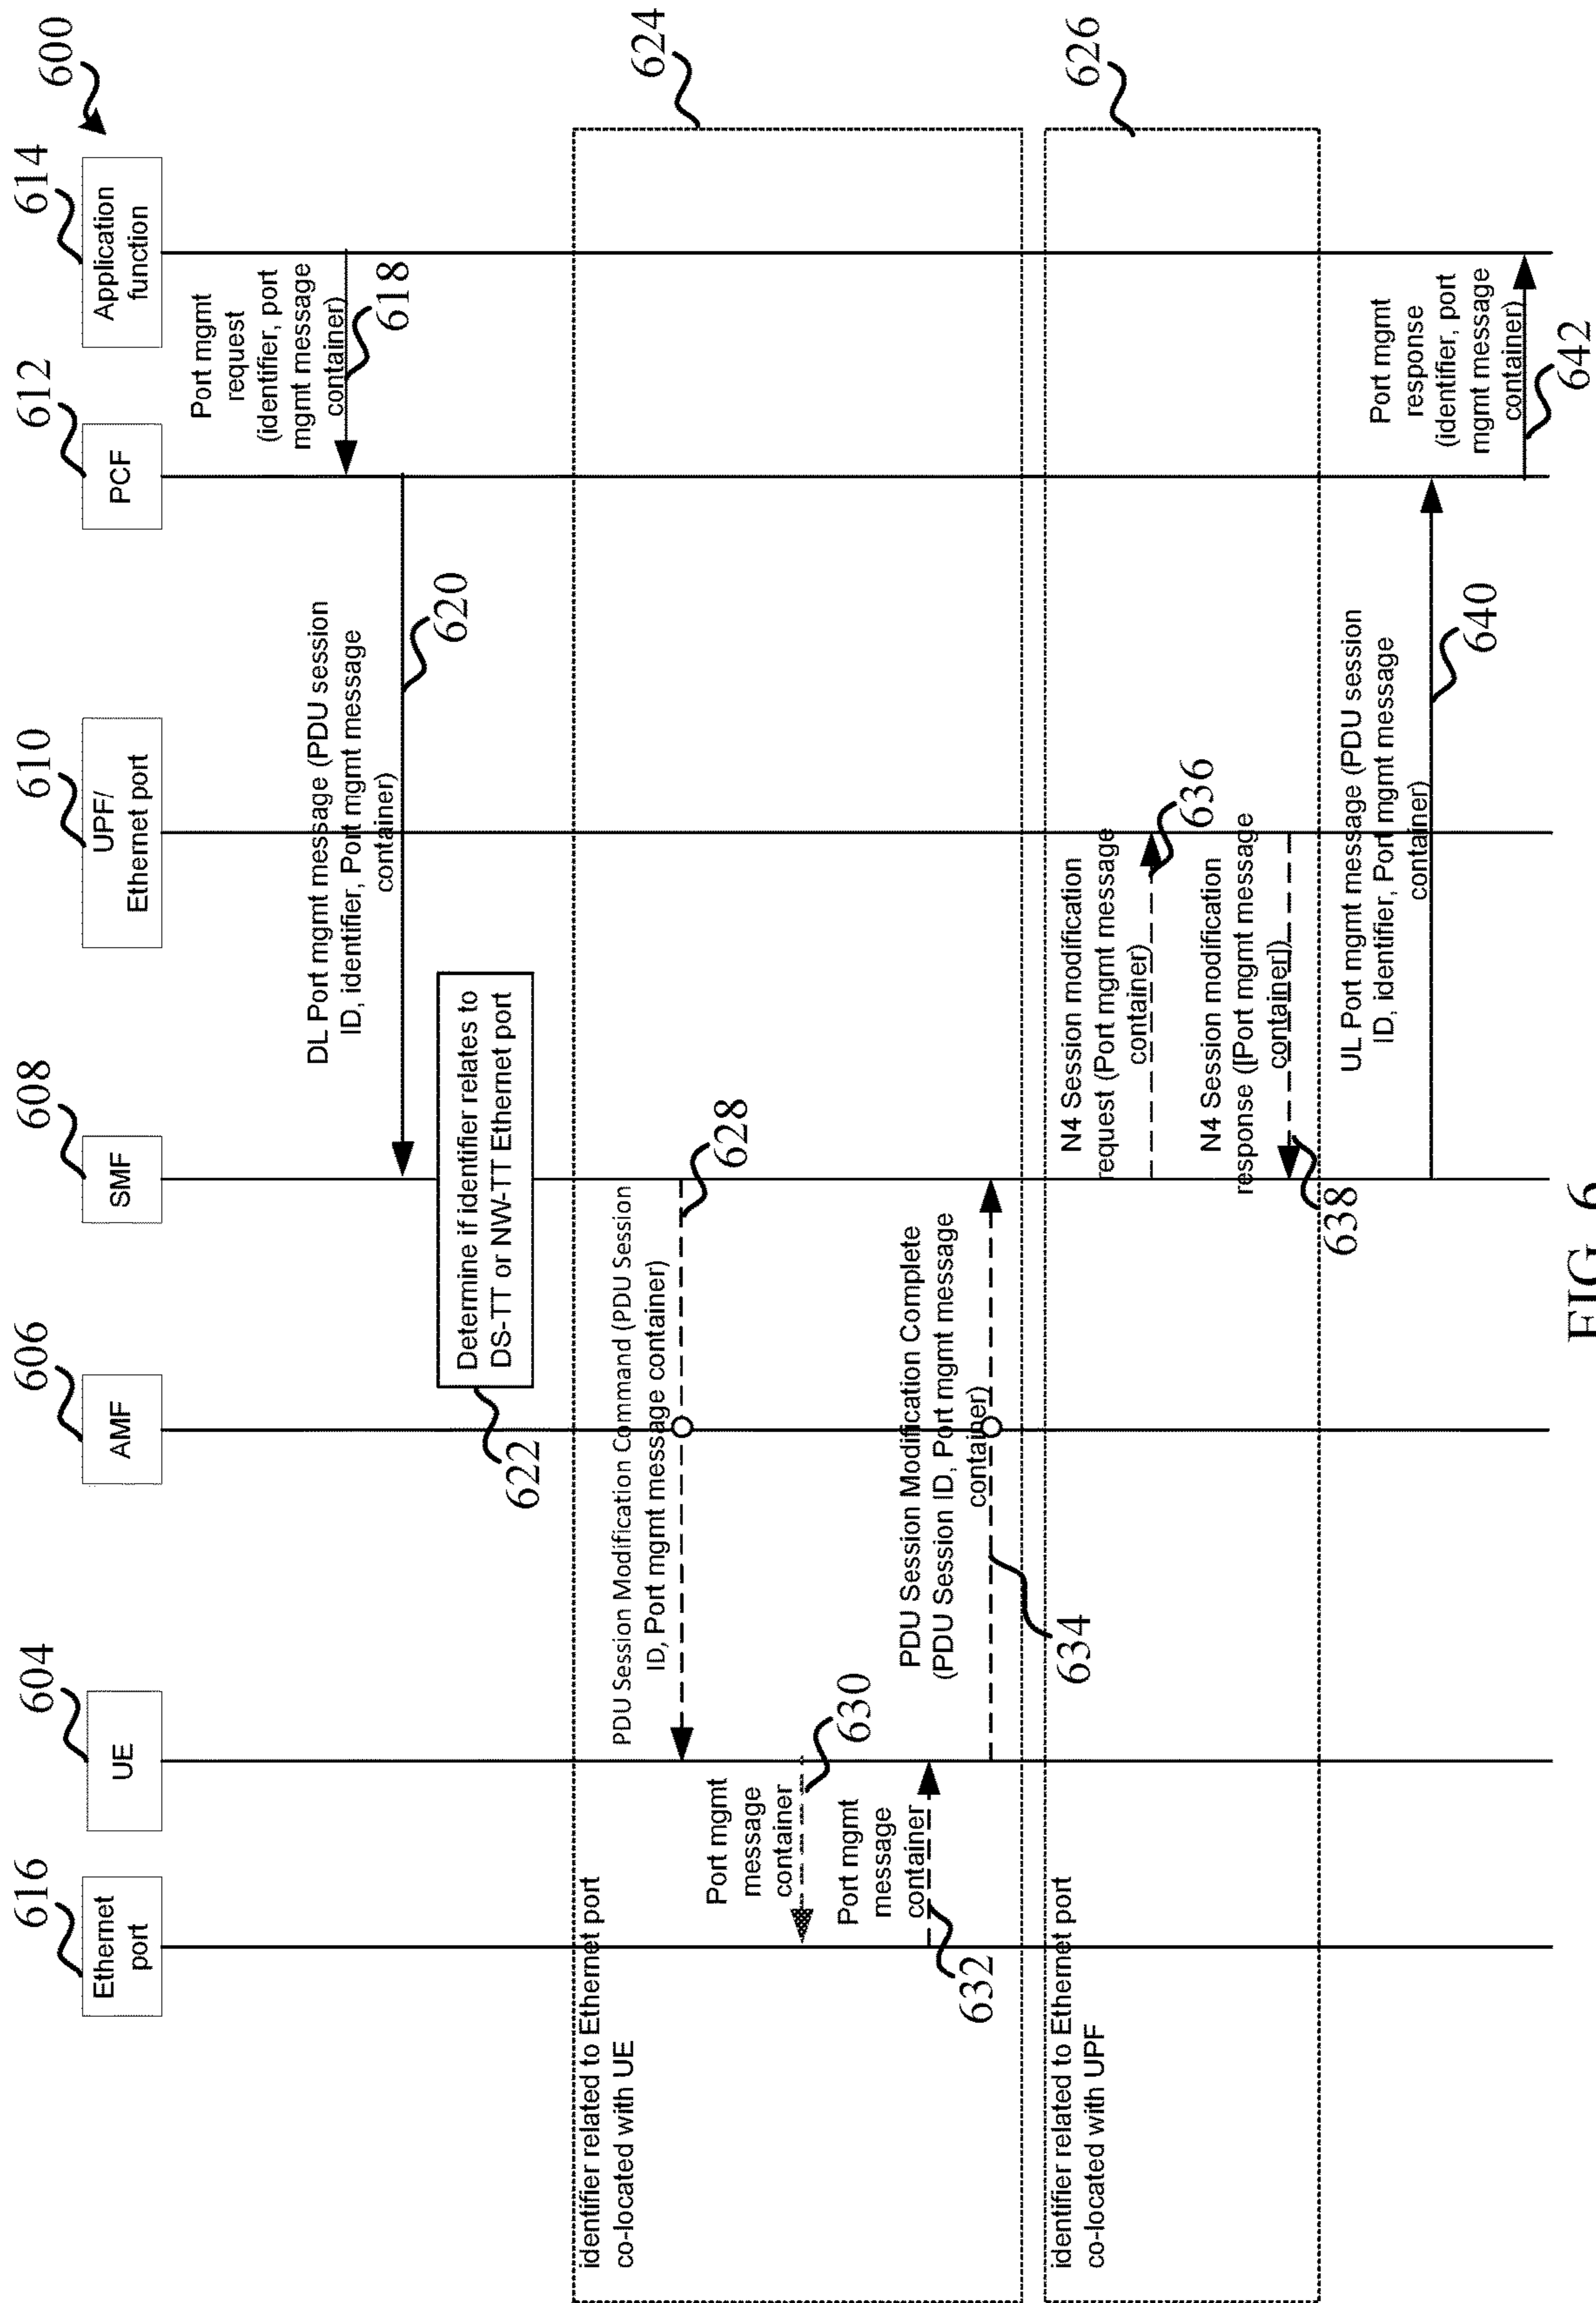 600
616
604
606
608
610
612
614
Ethernet
port
UE
AMF
SMF
UPF/
Ethernet port
PCF
Application
function
Port mgmt
request
(identifier, port
mgmt message
container)
618
DL Port mgmt message (PDU session
ID, identifier, Port mgmt message
container)
620
Determine if identifier relates to
DS-TT or NW-TT Ethernet port
622
624
identifier related to Ethernet port
co-located with UE
PDU Session Modification Command (PDU Session
ID, Port mgmt message container)
628
Port mgmt
message
container
630
Port mgmt
message
container
632
PDU Session Modification Complete
(PDU Session ID, Port mgmt message
container)
634
626
identifier related to Ethernet port
co-located with UPF
N4 Session modification
request (Port mgmt message
container)
636
N4 Session modification
response ([Port mgmt message
container])
638
UL Port mgmt message (PDU session
ID, identifier, Port mgmt message
container)
640
Port mgmt
response
(identifier, port
mgmt message
container)
642
FIG. 6